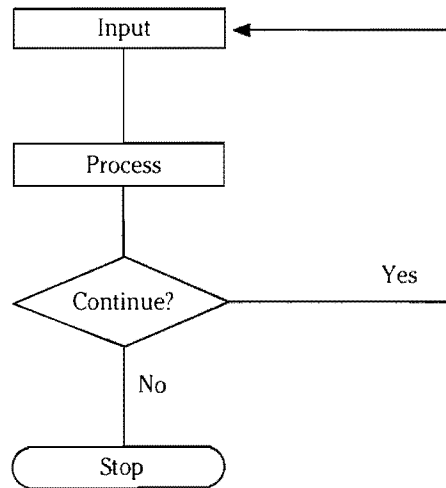 Input
Process
Continue?
Yes
No
Stop